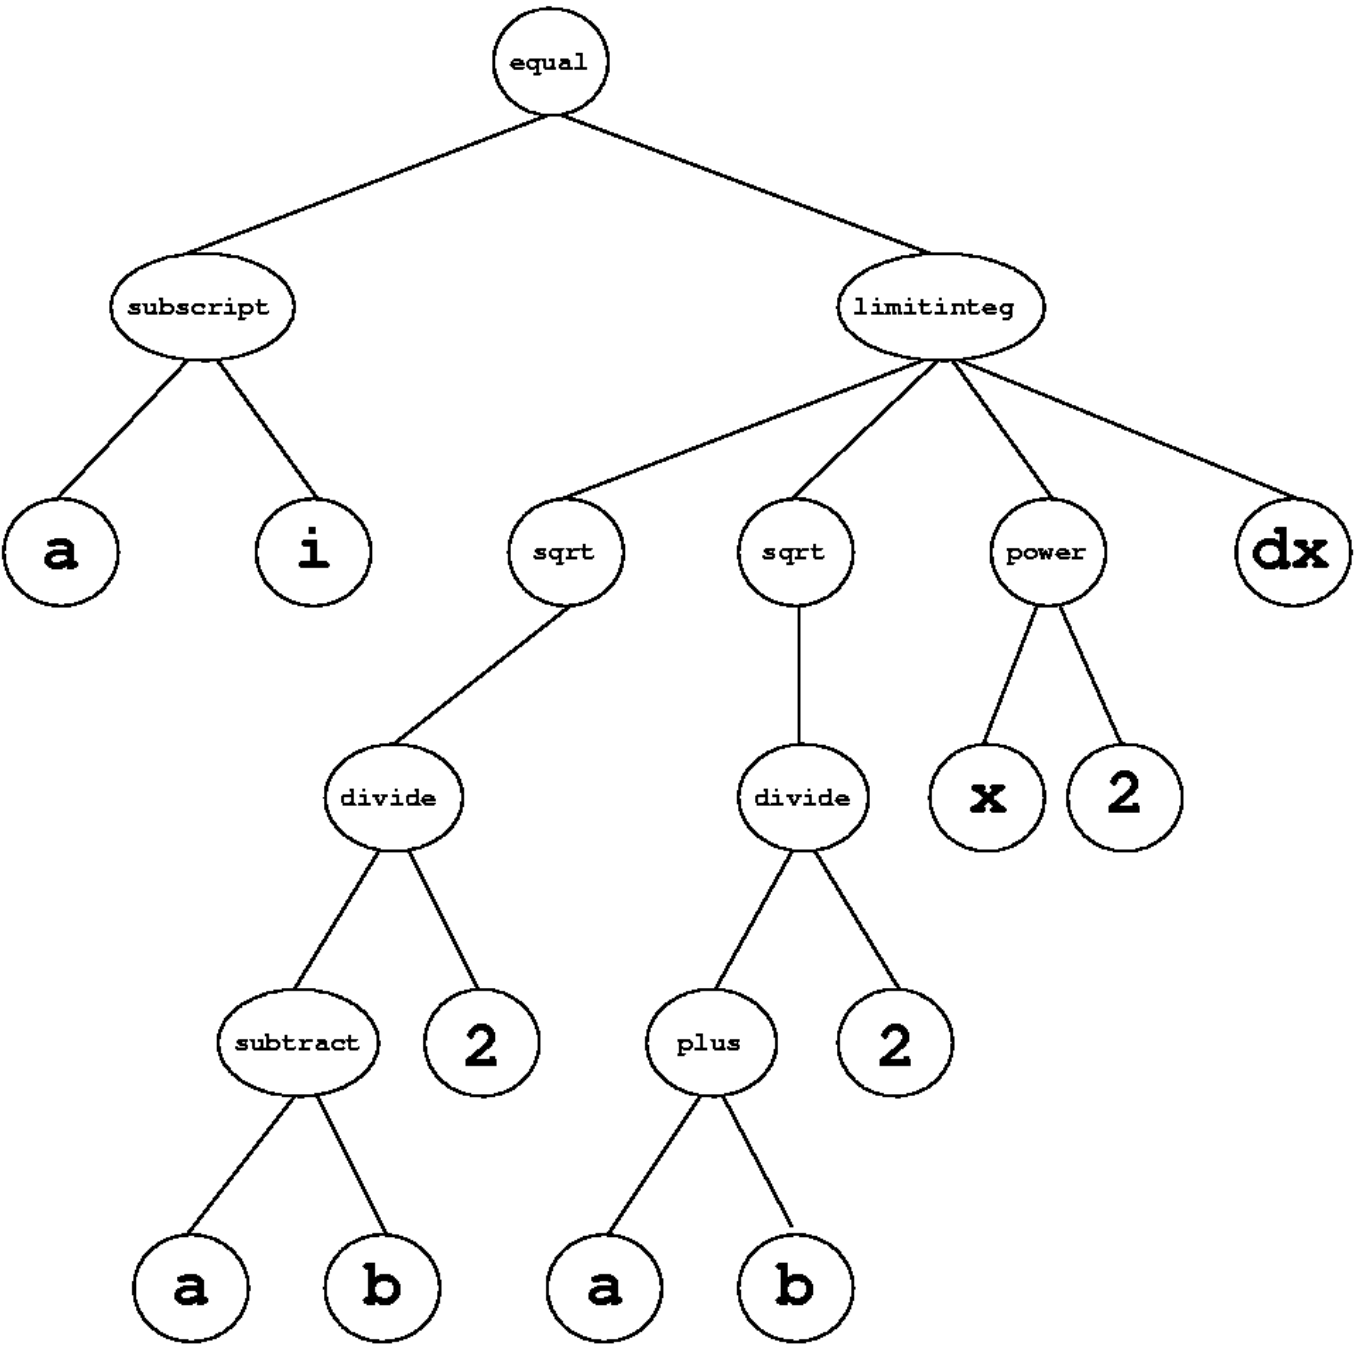 equal
subscript limitinteg
a i sqrt sqrt power dx
divide divide x 2
subtract 2 plus 2
a b a b